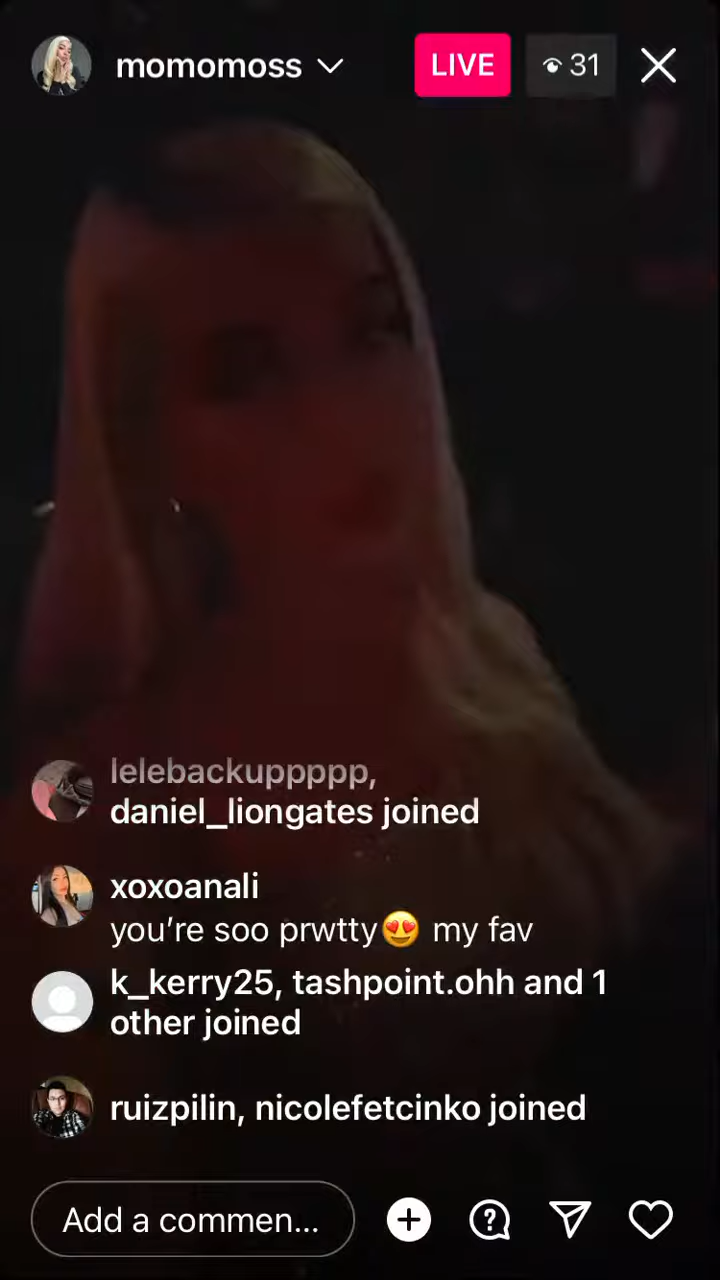 momomoss
LIVE
31
lelebackuppppp,
daniel_liongates joined
xoxoanali
you’re soo prwtty😍 my fav
k_kerry25, tashpoint.ohh and 1
other joined
ruizpilin, nicolefetcinko joined
Add a commen...